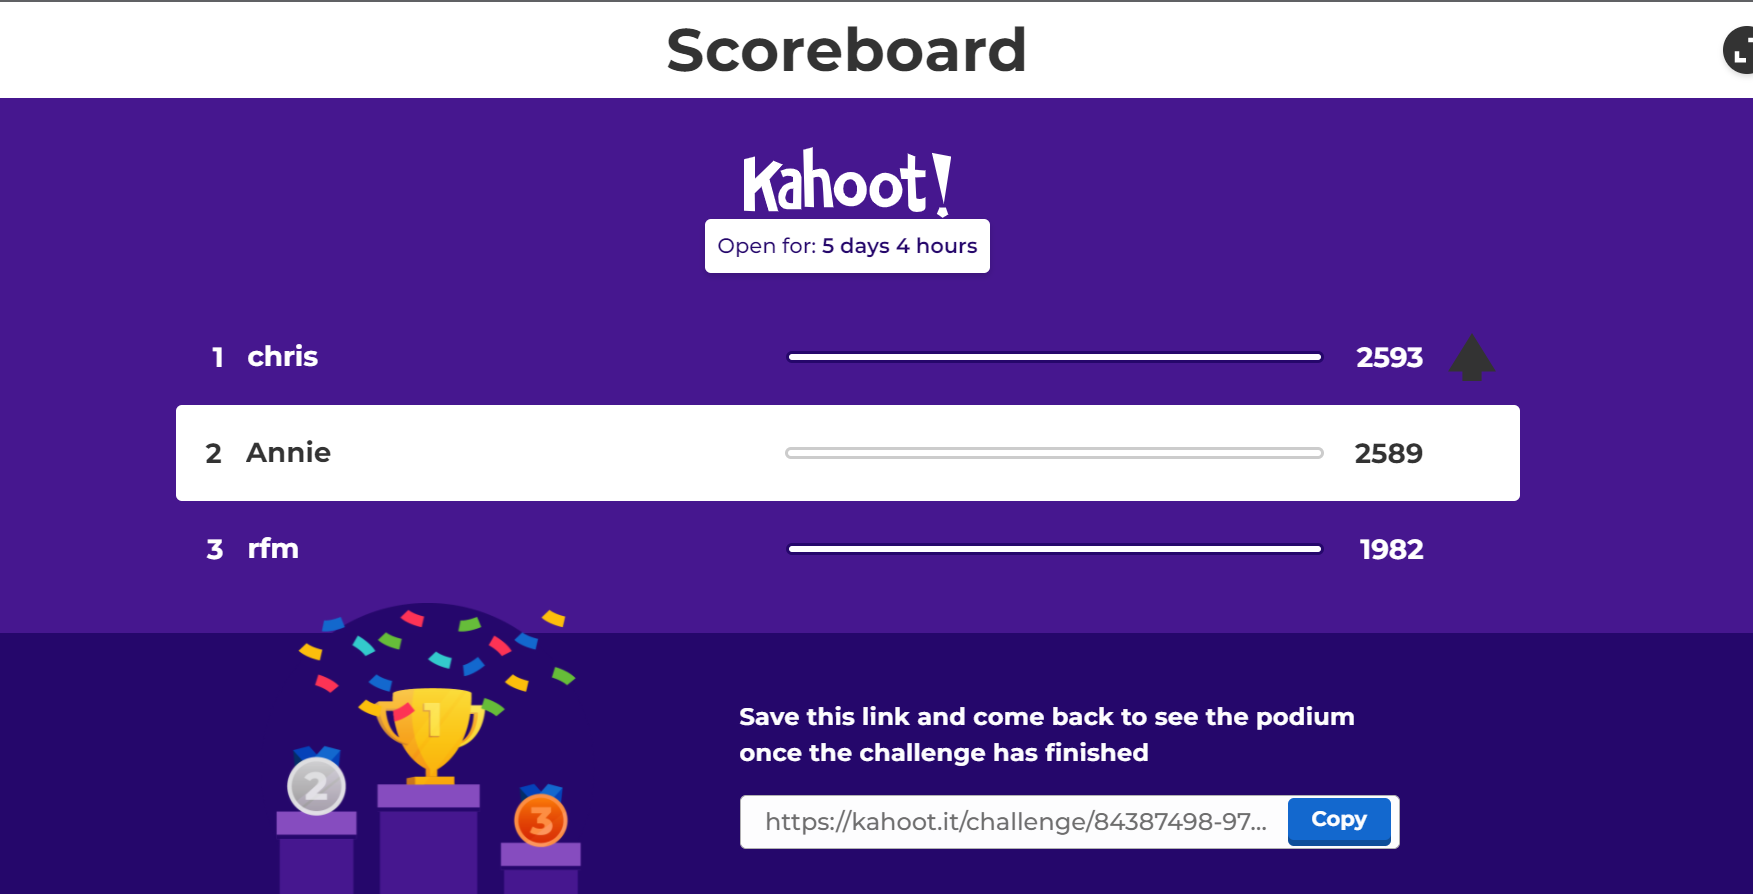 Scoreboard
Kahoot!
Open for: 5 days 4 hours
1 chris 2593
2 Annie 2589
3 rfm 1982
1
2
3
Save this link and come back to see the podium
once the challenge has finished
https://kahoot.it/challenge/84387498-97... Copy